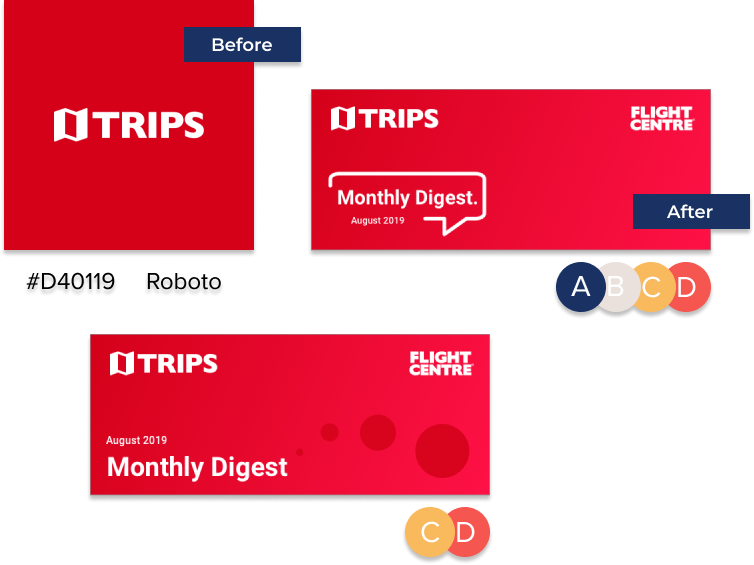 Before
TRIPS
#D40119 Roboto
TRIPS
FLIGHT
CENTRE
Monthly Digest.
August 2019
After
A B C D
TRIPS
FLIGHT
CENTRE
August 2019
Monthly Digest
C D